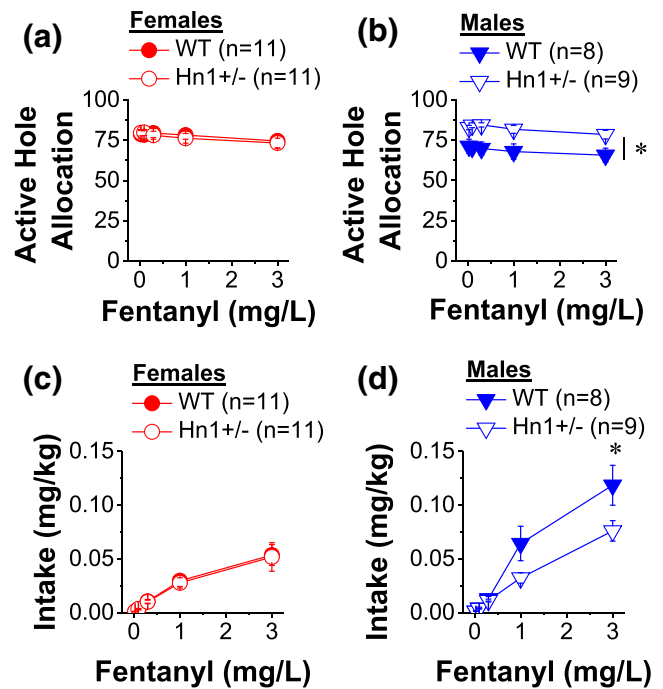 (a)
Females
WT (n=11)
Hn1+/- (n=11)
100
75
50
25
0
Active Hole
Allocation
0 1 2 3
Fentanyl (mg/L)
(b)
Males
WT (n=8)
Hn1+/- (n=9)
100
75
50
25
0
Active Hole
Allocation
*
0 1 2 3
Fentanyl (mg/L)
(c)
Females
WT (n=11)
Hn1+/- (n=11)
0.15
0.10
0.05
0.00
Intake (mg/kg)
0 1 2 3
Fentanyl (mg/L)
(d)
Males
WT (n=8)
Hn1+/- (n=9)
0.15
0.10
0.05
0.00
Intake (mg/kg)
*
0 1 2 3
Fentanyl (mg/L)